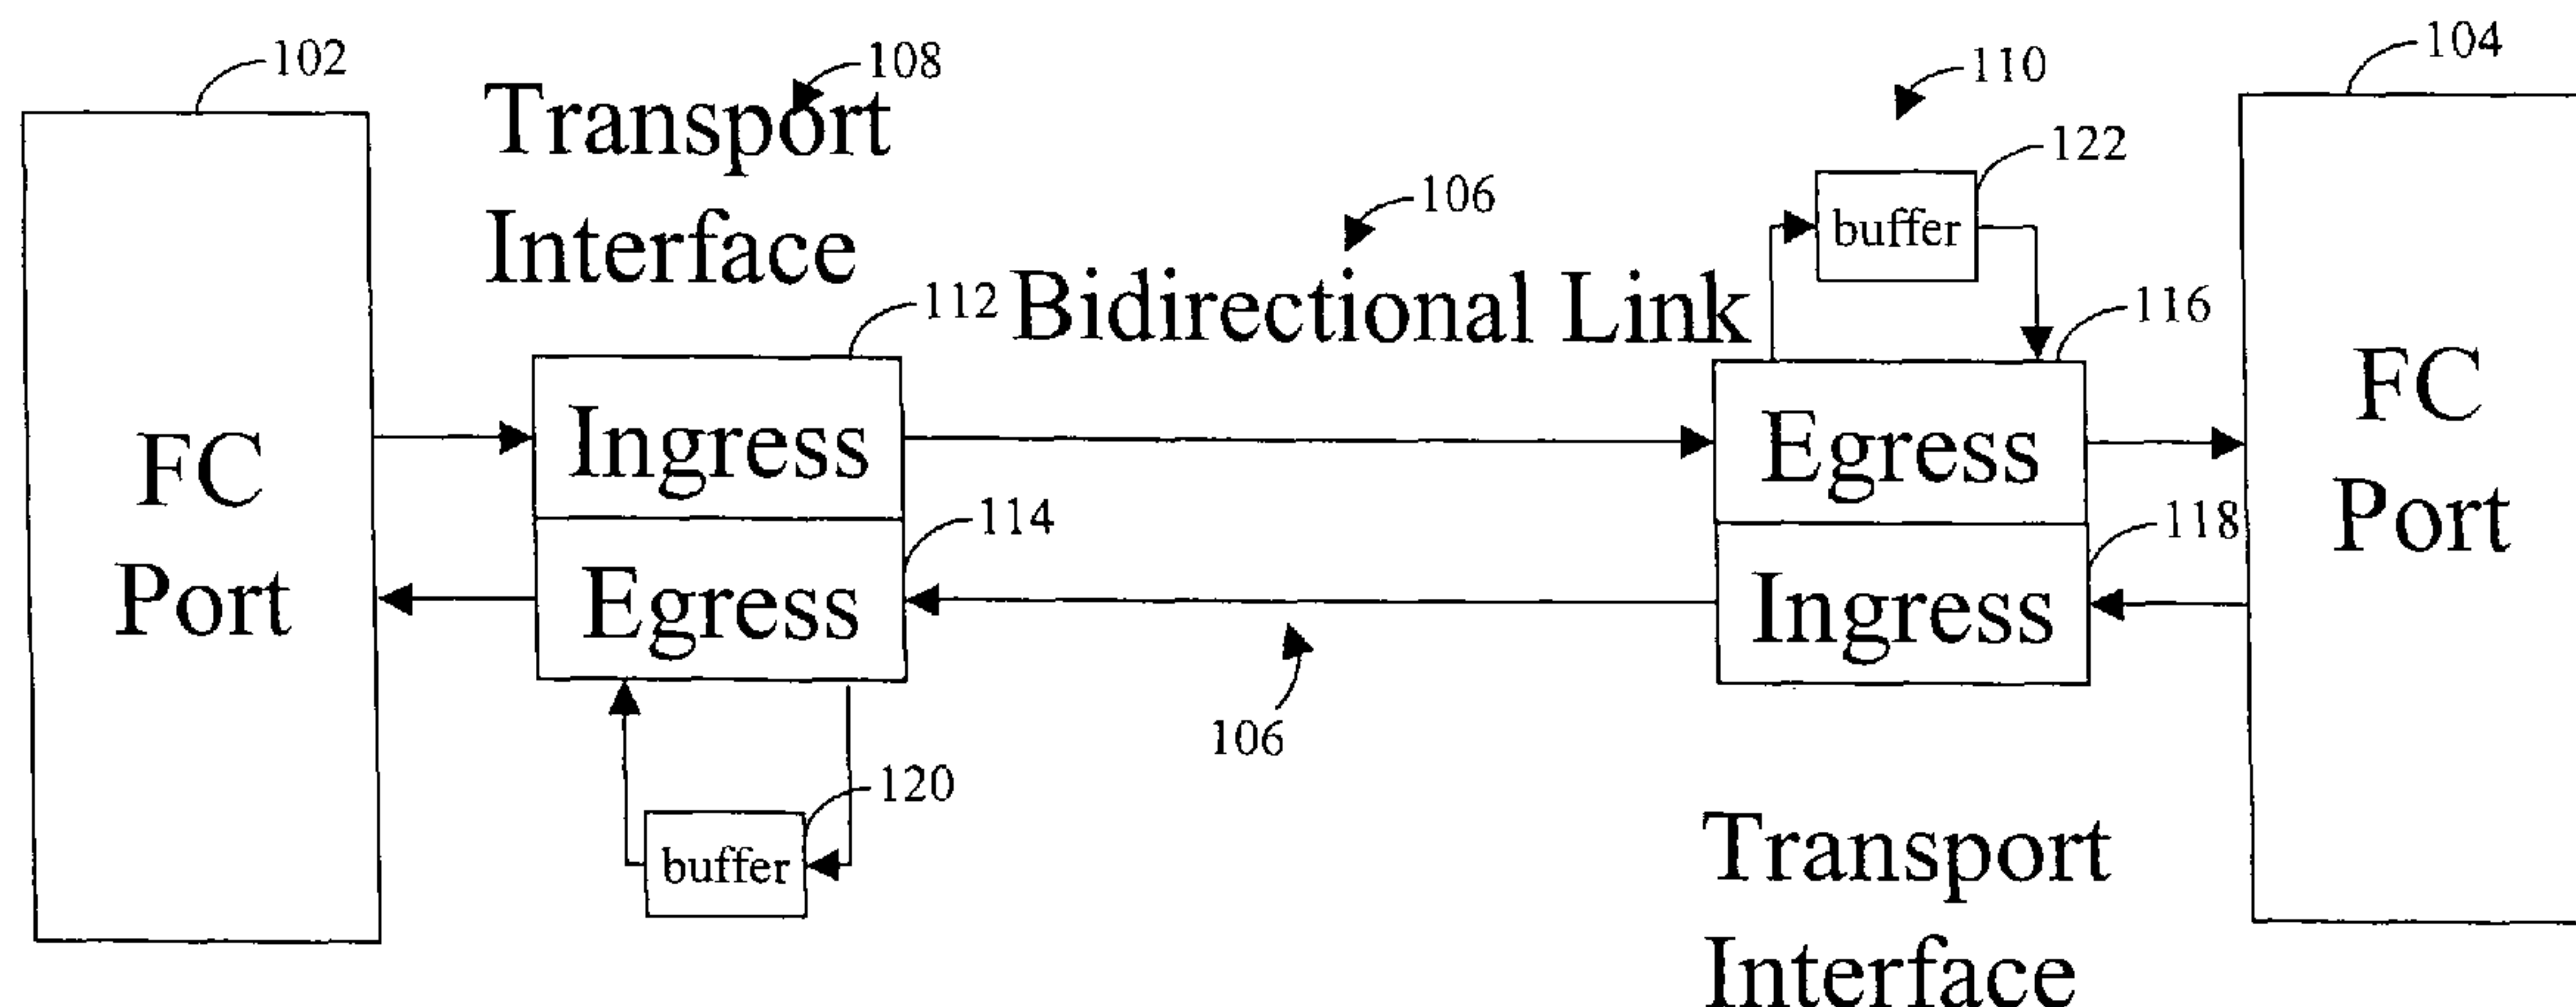 102
108
110
104
Transport
Interface
122
buffer
106
Bidirectional Link
112
116
FC
Port
Ingress
Egress
FC
Port
114
118
Egress
Ingress
106
120
buffer
Transport
Interface